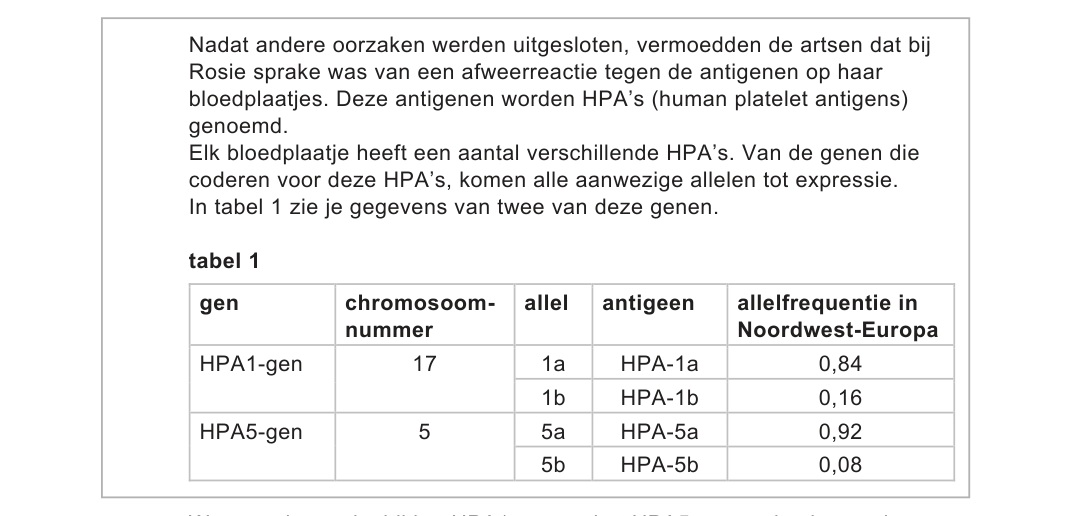 Nadat andere oorzaken werden uitgesloten, vermoedden de artsen dat bij
Rosie sprake was van een afweerreactie tegen de antigenen op haar
bloedplaatjes. Deze antigenen worden HPA’s (human platelet antigens)
genoemd.
Elk bloedplaatje heeft een aantal verschillende HPA’s. Van de genen die
coderen voor deze HPA’s, komen alle aanwezige allelen tot expressie.
In tabel 1 zie je gegevens van twee van deze genen.
tabel 1
gen chromosoom- allel antigeen allelfrequentie in
nummer Noordwest-Europa
HPA1-gen 17 1a HPA-1a 0,84
1b HPA-1b 0,16
HPA5-gen 5 5a HPA-5a 0,92
5b HPA-5b 0,08